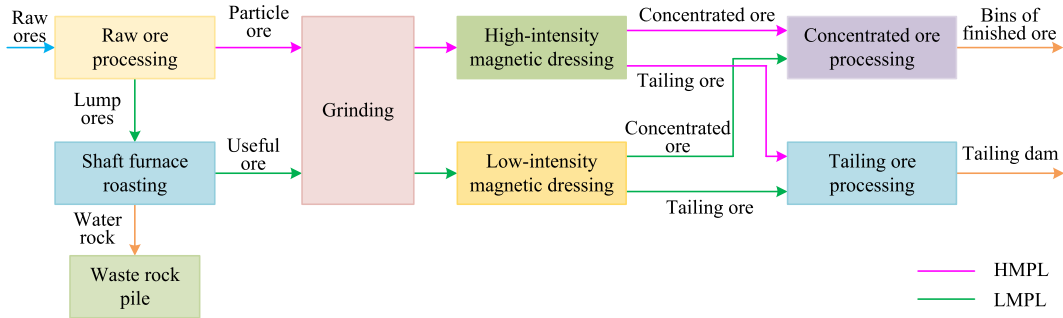 Raw
ores
Raw ore
processing
Particle
ore
Grinding
High-intensity
magnetic dressing
Concentrated ore
Tailing ore
Concentrated ore
processing
Bins of
finished ore
Lump
ores
Shaft furnace
roasting
Useful
ore
Low-intensity
magnetic dressing
Concentrated
ore
Tailing ore
Tailing ore
processing
Tailing dam
Water
rock
Waste rock
pile
HMPL
LMPL